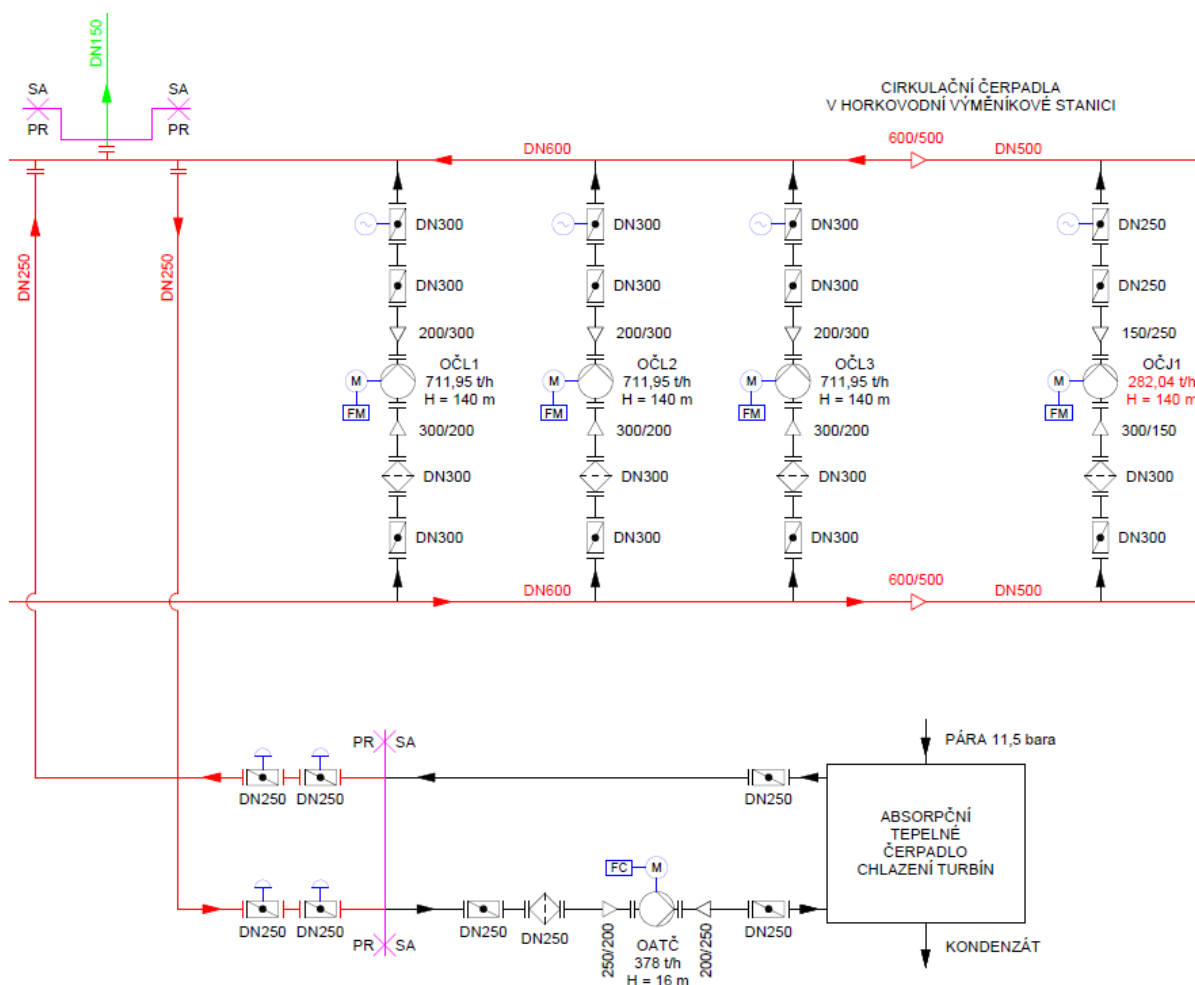 DN150
SA
SA
PR
PR
CIRKULAČNÍ ČERPADLA
V HORKOVODNÍ VÝMĚNÍKOVÉ STANICI
DN600
600/500
DN500
DN250
DN250
DN300
DN300
DN300
DN250
DN300
DN300
DN300
DN250
200/300
200/300
200/300
150/250
OČL1
711,95 t/h
H = 140 m
M
FM
OČL2
711,95 t/h
H = 140 m
M
FM
OČL3
711,95 t/h
H = 140 m
M
FM
OČJ1
282,04 t/h
H = 140 m
M
FM
300/200
300/200
300/200
300/150
DN300
DN300
DN300
DN300
DN300
DN300
DN300
DN300
DN600
600/500
DN500
PR
SA
PÁRA 11,5 bara
DN250
DN250
DN250
ABSORPČNÍ
TEPELNÉ
ČERPADLO
CHLAZENÍ TURBÍN
FC
M
DN250
DN250
DN250
DN250
250/200
200/250
DN250
PR
SA
OATČ
378 t/h
H = 16 m
KONDENZÁT